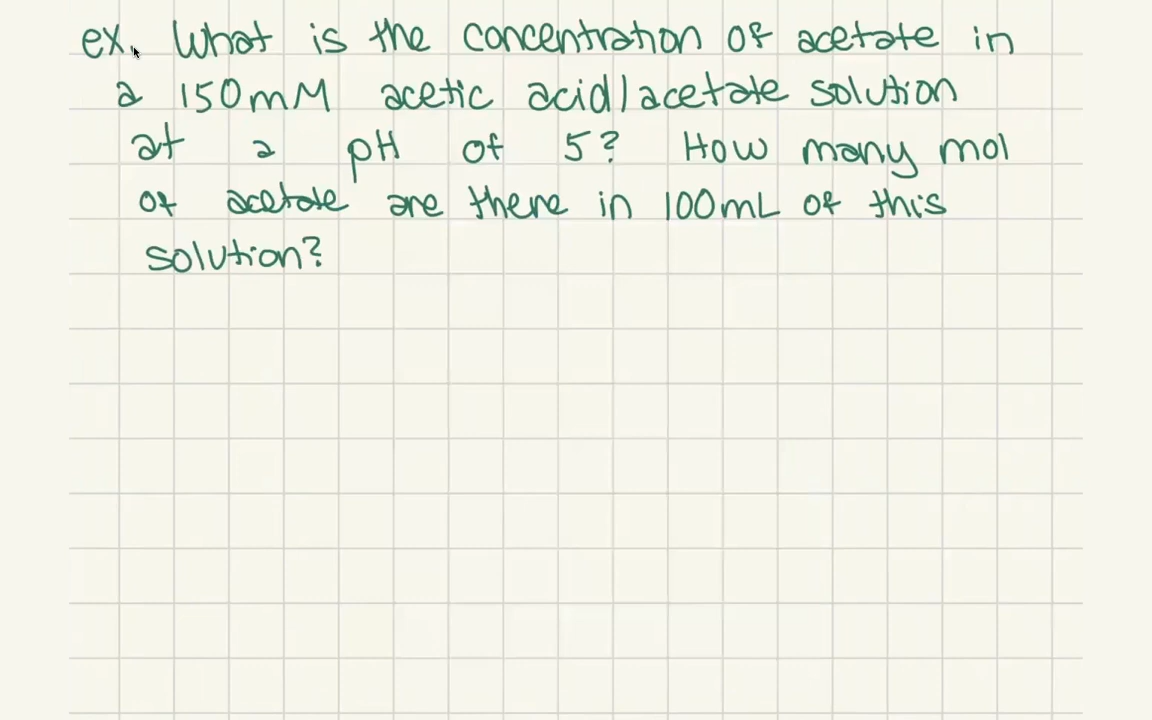 ex. What is the concentration of acetate in
a 150mM acetic acid/acetate solution
at a pH of 5? How many mol
of acetate are there in 100mL of this
solution?